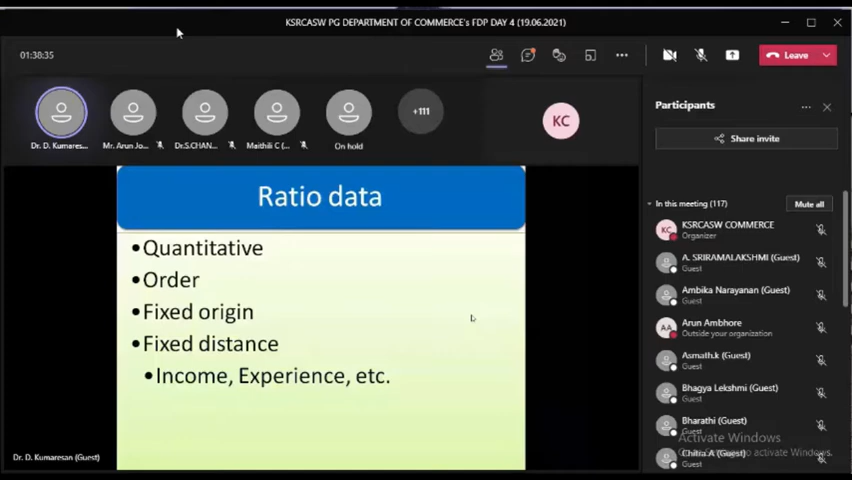 KSRCASW PG DEPARTMENT OF COMMERCE's FDP DAY 4 (19.06.2021)
01:38:35
Leave
Dr. D. Kumares...
Mr. Arun Jo...
Dr.S.CHAN...
Maithili C (...
On hold
+111
KC
Participants
Share invite
In this meeting (117)
Mute all
KC
KSRCASW COMMERCE
Organizer
A. SRIRAMALAKSHMI (Guest)
Guest
Ambika Narayanan (Guest)
Guest
AA
Arun Ambhore
Outside your organization
Asmath.k (Guest)
Guest
Bhagya Lekshmi (Guest)
Guest
Bharathi (Guest)
Guest
Chitra A (Guest)
Guest
Activate Windows
to activate Windows.
Ratio data
•Quantitative
•Order
•Fixed origin
•Fixed distance
•Income, Experience, etc.
Dr. D. Kumaresan (Guest)